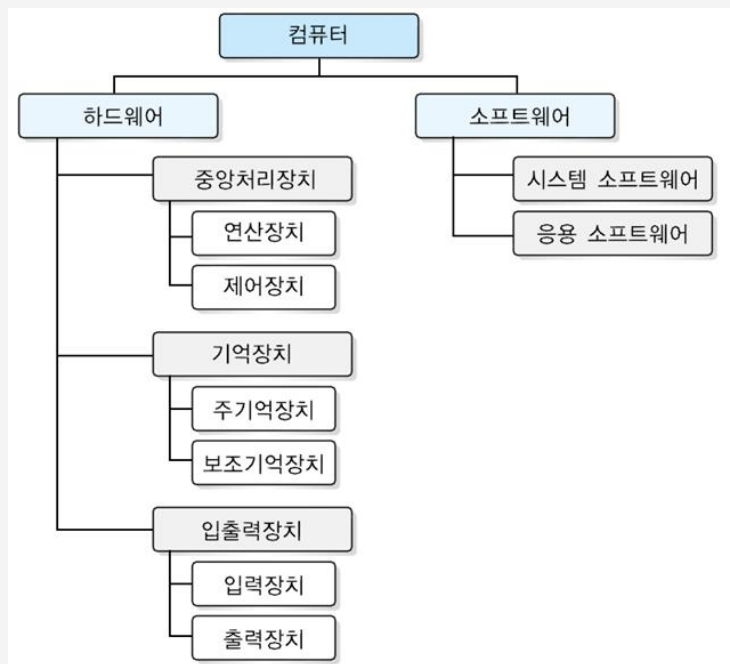 컴퓨터
하드웨어
소프트웨어
중앙처리장치
시스템 소프트웨어
연산장치
응용 소프트웨어
제어장치
기억장치
주기억장치
보조기억장치
입출력장치
입력장치
출력장치